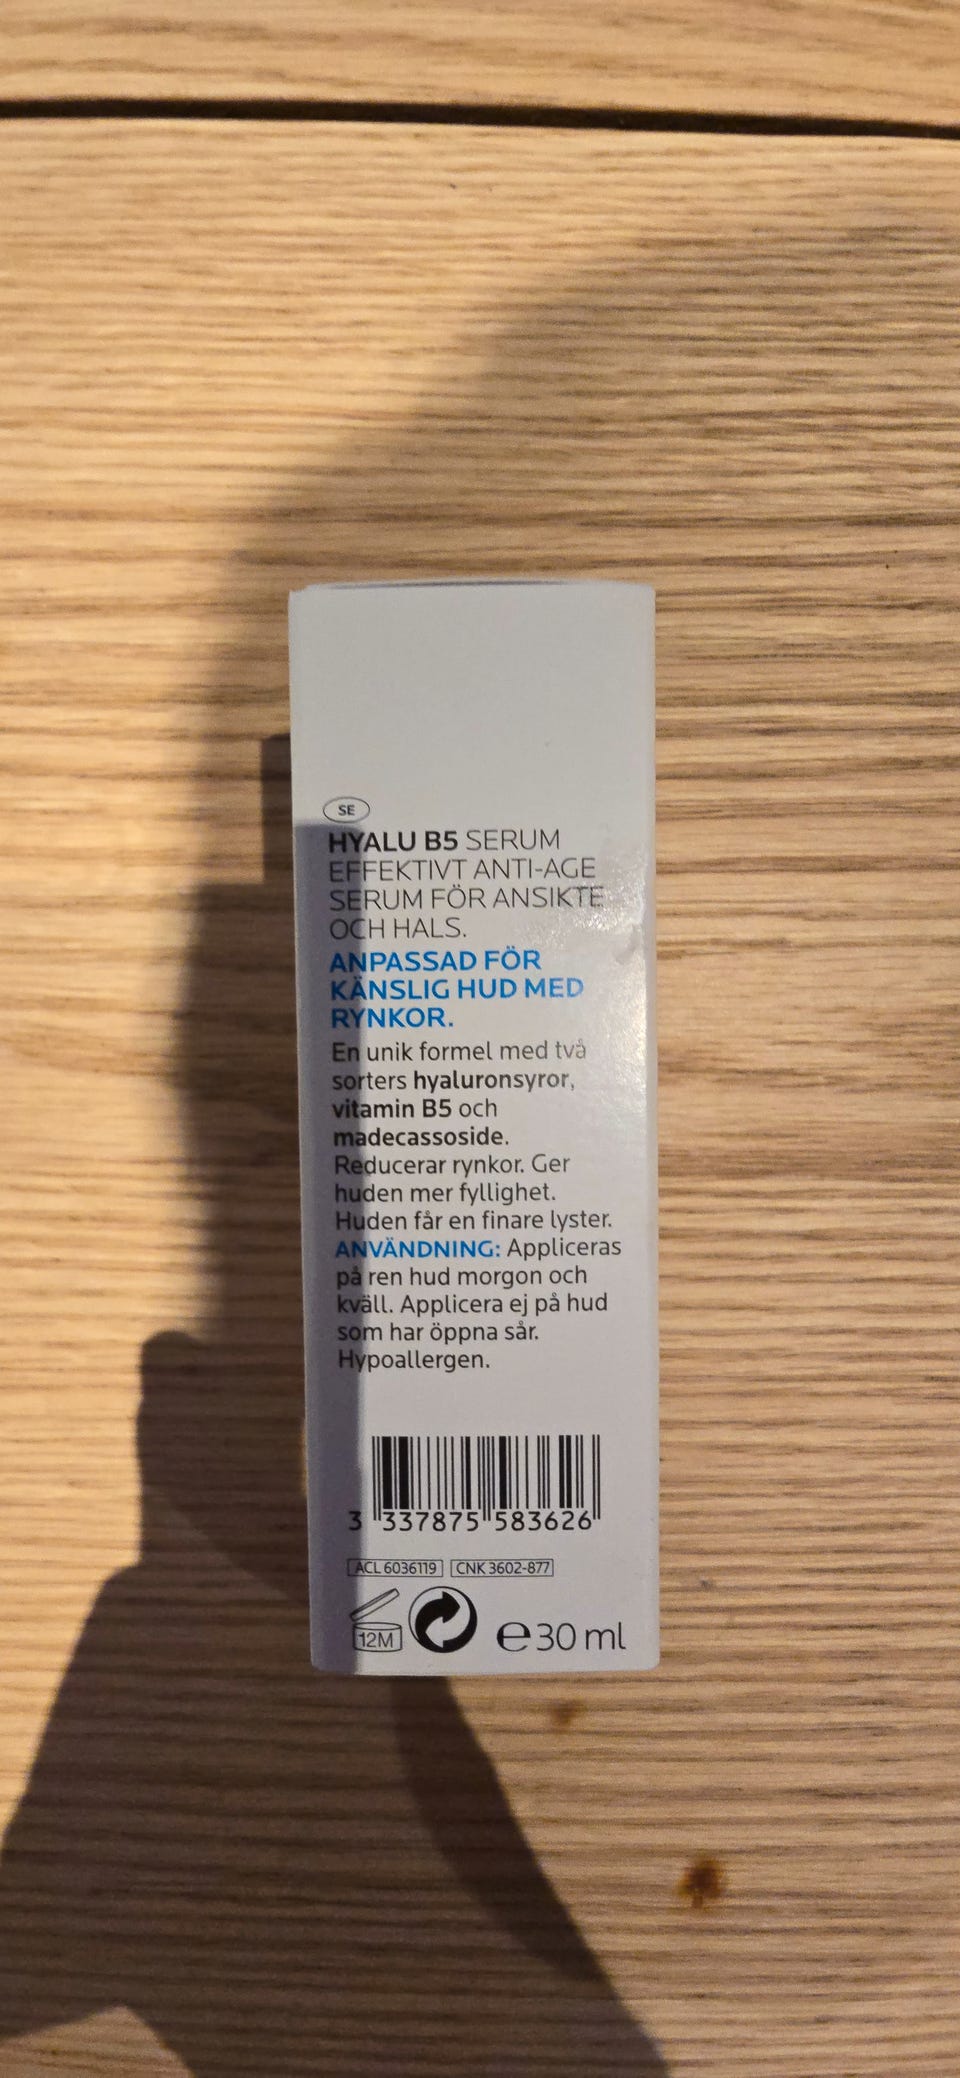 SE
HYALU B5 SERUM
EFFEKTIVT ANTI-AGE
SERUM FÖR ANSIKTE
OCH HALS.
ANPASSAD FÖR
KÄNSLIG HUD MED
RYNKOR.
En unik formel med två
sorters hyaluronsyror,
vitamin B5 och
madecassoside.
Reducerar rynkor. Ger
huden mer fyllighet.
Huden får en finare lyster.
ANVÄNDNING: Appliceras
på ren hud morgon och
kväll. Applicera ej på hud
som har öppna sår.
Hypoallergen.
3 337875 583626
ACL 6036119 CNK 3602-877
12M e 30 ml